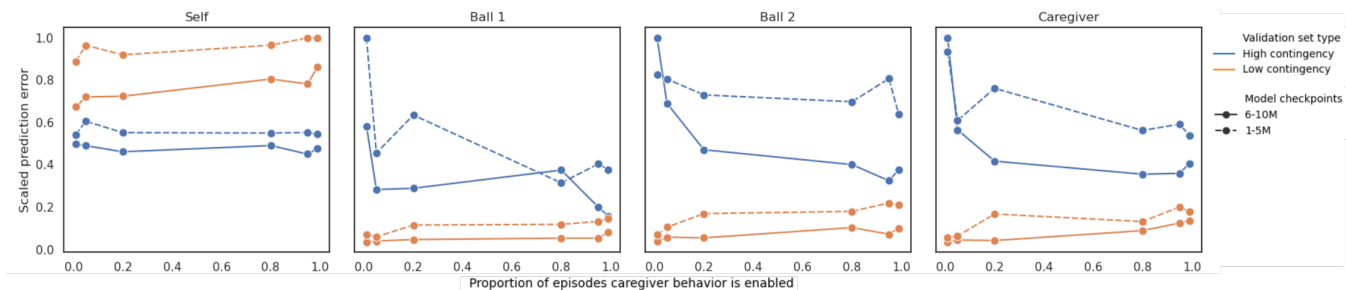 Self
Ball 1
Ball 2
Caregiver
Scaled prediction error
1.0
0.8
0.6
0.4
0.2
0.0
0.0 0.2 0.4 0.6 0.8 1.0
0.0 0.2 0.4 0.6 0.8 1.0
0.0 0.2 0.4 0.6 0.8 1.0
0.0 0.2 0.4 0.6 0.8 1.0
Proportion of episodes caregiver behavior is enabled
Validation set type
High contingency
Low contingency
Model checkpoints
6-10M
1-5M